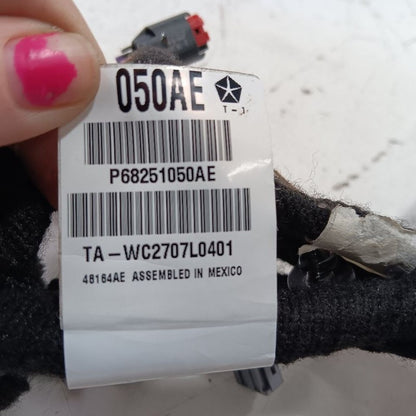 050AE
T-J
P68251050AE
TA-WC2707L0401
48164AE ASSEMBLED IN MEXICO